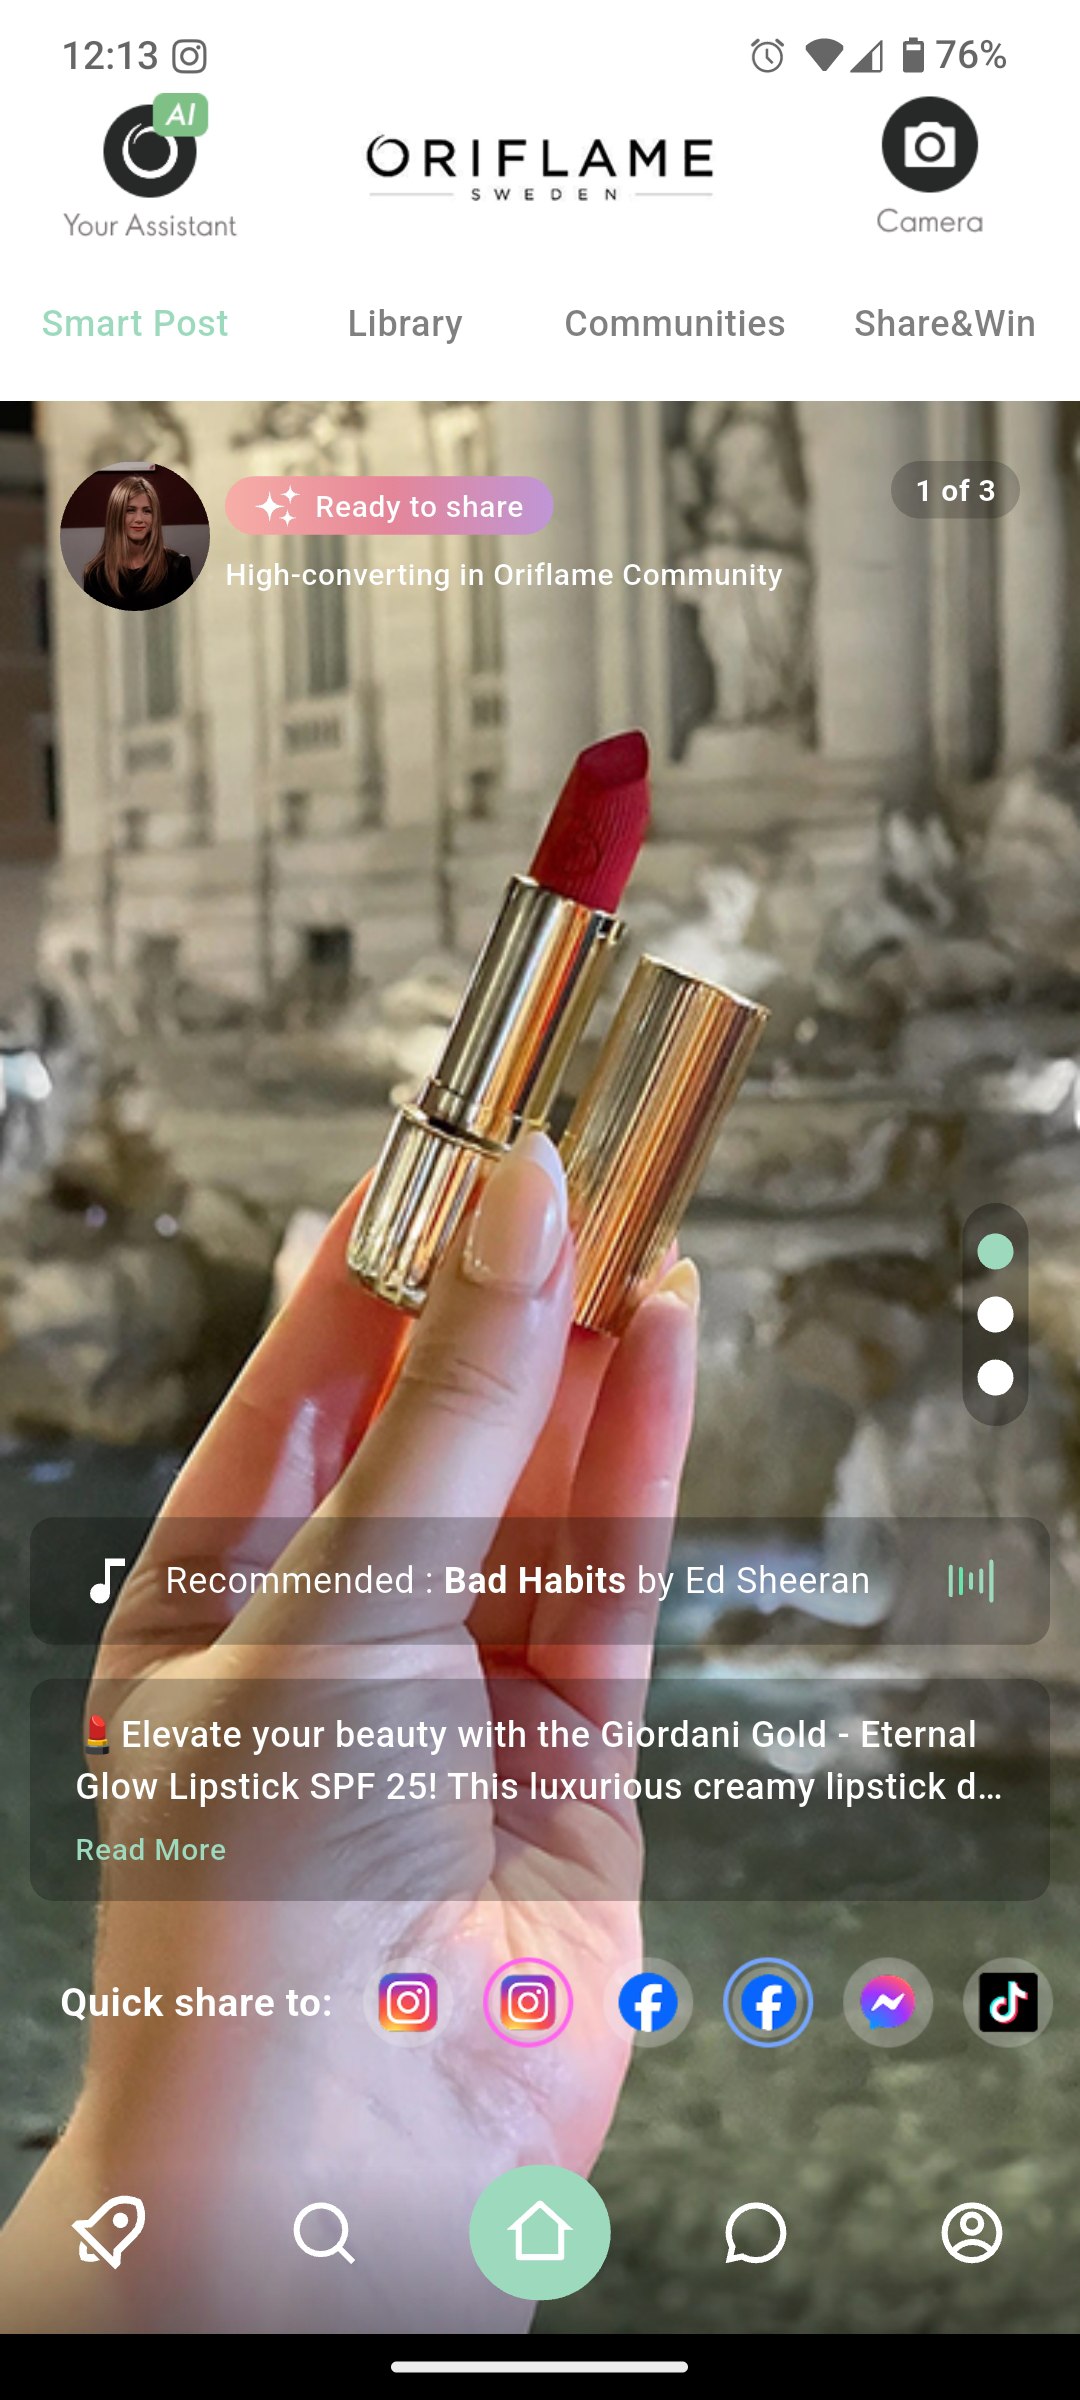 12:13
76%
AI
Your Assistant
ORIFLAME
SWEDEN
Camera
Smart Post
Library
Communities
Share&Win
Ready to share
1 of 3
High-converting in Oriflame Community
Recommended : Bad Habits by Ed Sheeran
💄 Elevate your beauty with the Giordani Gold - Eternal
Glow Lipstick SPF 25! This luxurious creamy lipstick d...
Read More
Quick share to: